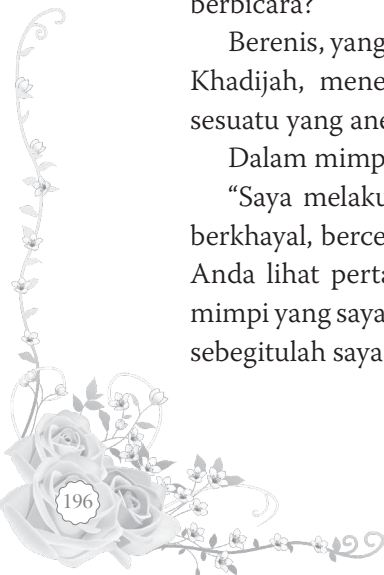 berbicara?
Berenis, yang
Khadijah, mene
sesuatu yang ane
Dalam mimp
“Saya melaku
berkhayal, berce
Anda lihat perta
mimpi yang saya
sebegitulah saya
196